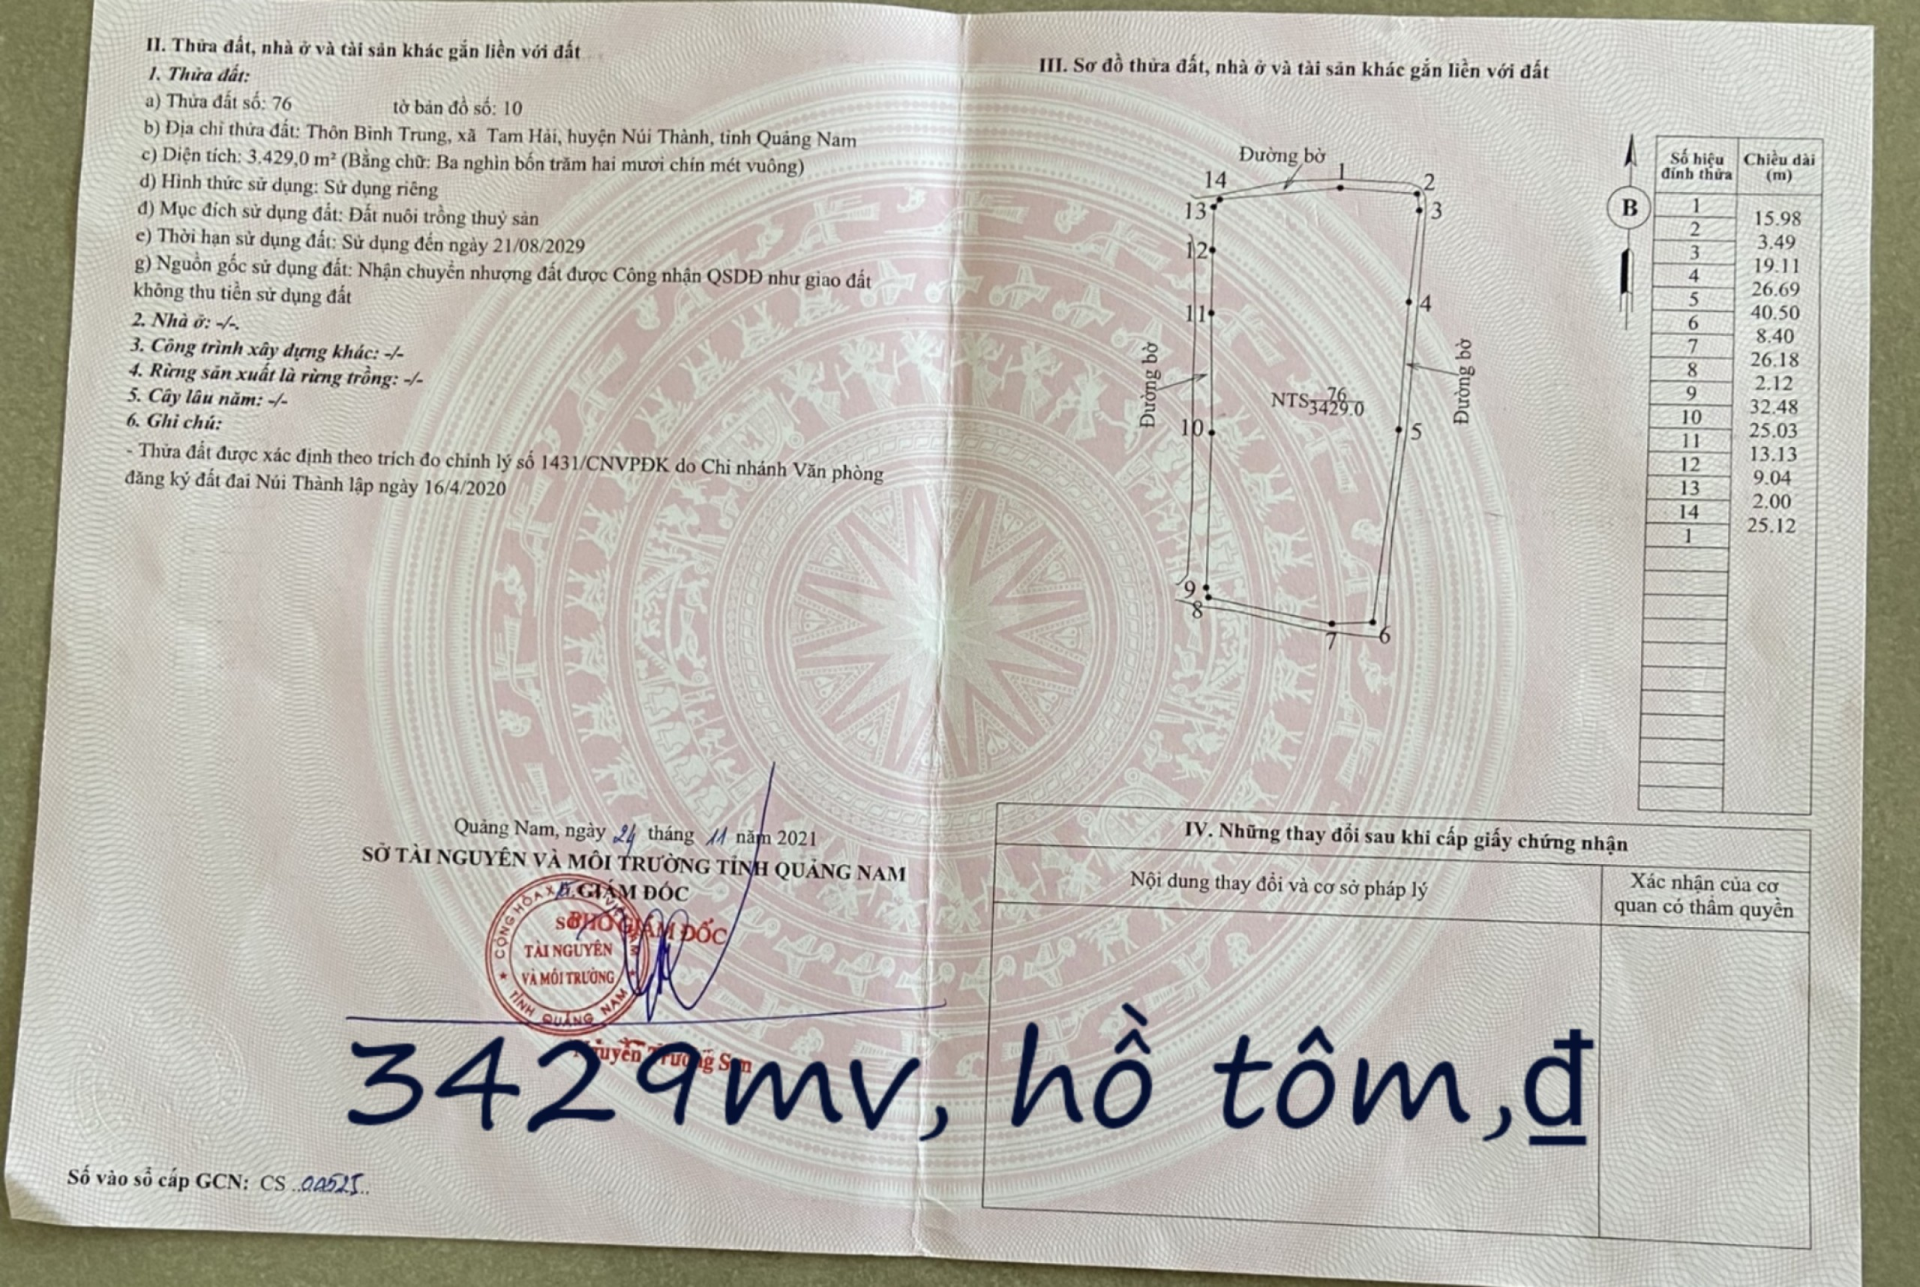 II. Thửa đất, nhà ở và tài sản khác gắn liền với đất
1. Thửa đất:
a) Thửa đất số: 76 tờ bản đồ số: 10
b) Địa chỉ thửa đất: Thôn Bình Trung, xã Tam Hải, huyện Núi Thành, tỉnh Quảng Nam
c) Diện tích: 3.429,0 m² (Bằng chữ: Ba nghìn bốn trăm hai mươi chín mét vuông)
d) Hình thức sử dụng: Sử dụng riêng
đ) Mục đích sử dụng đất: Đất nuôi trồng thuỷ sản
e) Thời hạn sử dụng đất: Sử dụng đến ngày 21/08/2029
g) Nguồn gốc sử dụng đất: Nhận chuyển nhượng đất được Công nhận QSDĐ như giao đất
không thu tiền sử dụng đất
2. Nhà ở: -/-.
3. Công trình xây dựng khác: -/-
4. Rừng sản xuất là rừng trồng: -/-
5. Cây lâu năm: -/-
6. Ghi chú:
- Thửa đất được xác định theo trích đo chỉnh lý số 1431/CNVPĐK do Chi nhánh Văn phòng
đăng ký đất đai Núi Thành lập ngày 16/4/2020
Quảng Nam, ngày 24 tháng 11 năm 2021
SỞ TÀI NGUYÊN VÀ MÔI TRƯỜNG TỈNH QUẢNG NAM
GIÁM ĐỐC
PHÓ GIÁM ĐỐC
SỞ
TÀI NGUYÊN
VÀ MÔI TRƯỜNG
TỈNH QUẢNG NAM
Nguyễn Trường Sơn
3429mv, hồ tôm,đ
Số vào sổ cấp GCN: CS
III. Sơ đồ thửa đất, nhà ở và tài sản khác gắn liền với đất
Đường bờ
14
1
2
13
3
12
B
11
4
Đường bờ
Đường bờ
NTS 76
3429.0
10
5
9
8
7
6
Số hiệu đỉnh thửa
Chiều dài (m)
1
15.98
2
3.49
3
19.11
4
26.69
5
40.50
6
8.40
7
26.18
8
2.12
9
32.48
10
25.03
11
13.13
12
9.04
13
2.00
14
25.12
1
IV. Những thay đổi sau khi cấp giấy chứng nhận
Nội dung thay đổi và cơ sở pháp lý
Xác nhận của cơ
quan có thẩm quyền